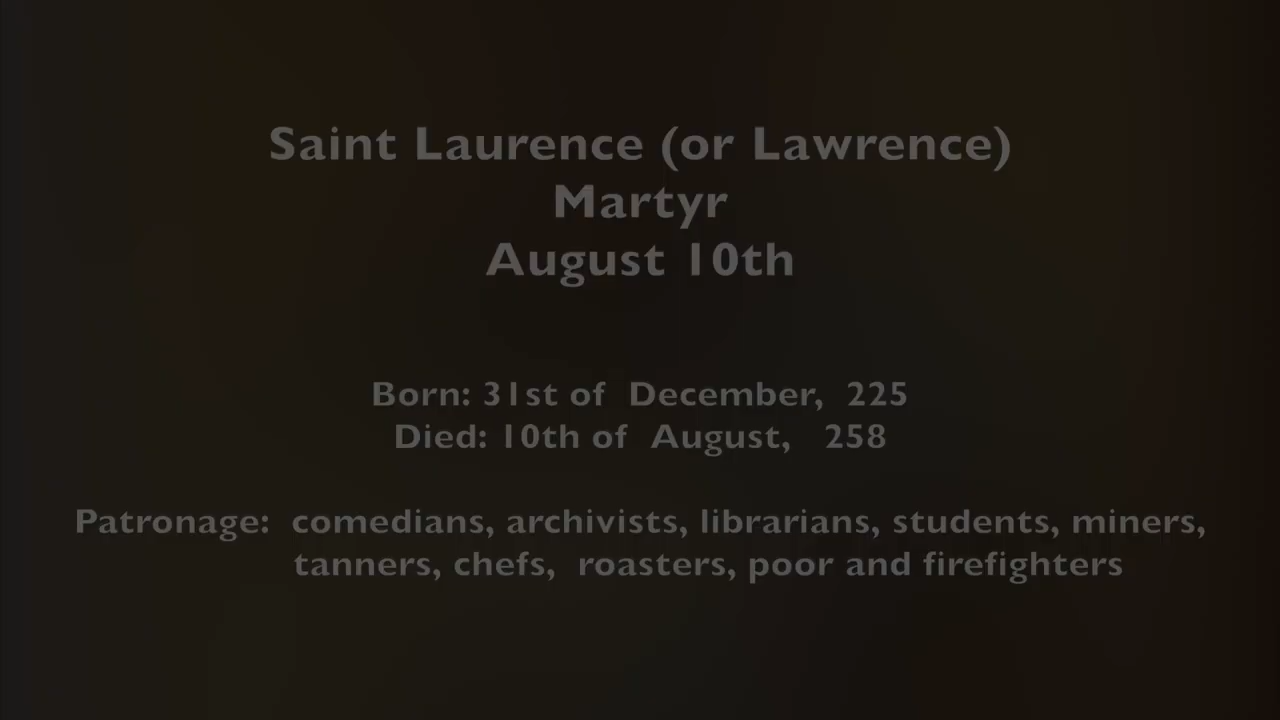 Saint Laurence (or Lawrence)
Martyr
August 10th
Born: 31st of December, 225
Died: 10th of August, 258
Patronage: comedians, archivists, librarians, students, miners,
tanners, chefs, roasters, poor and firefighters